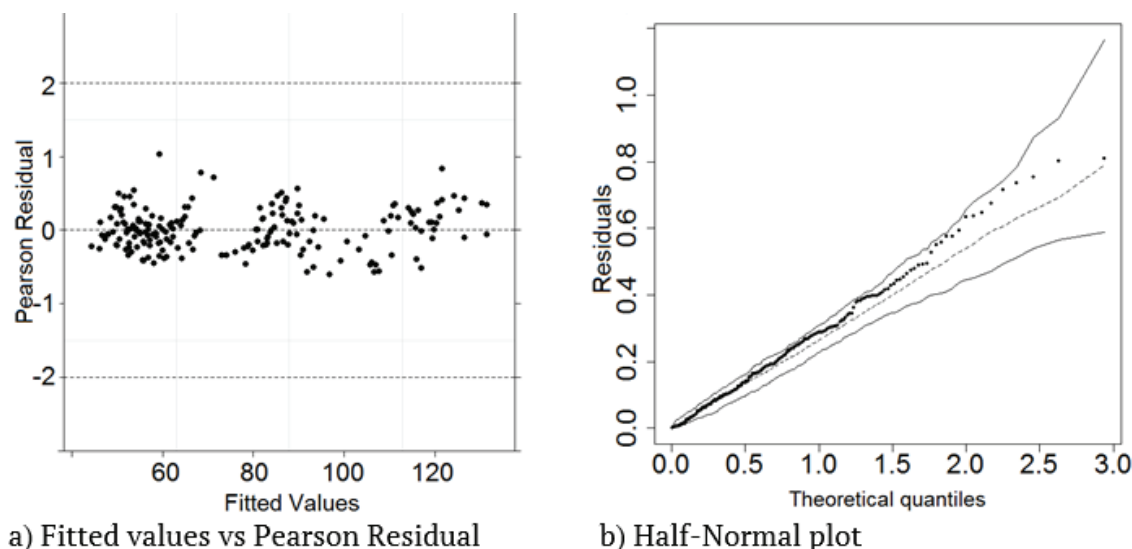 2
1
0
-1
-2
Pearson Residual
60 80 100 120
Fitted Values
a) Fitted values vs Pearson Residual
1.0
0.8
0.6
0.4
0.2
0.0
Residuals
0.0 0.5 1.0 1.5 2.0 2.5 3.0
Theoretical quantiles
b) Half-Normal plot